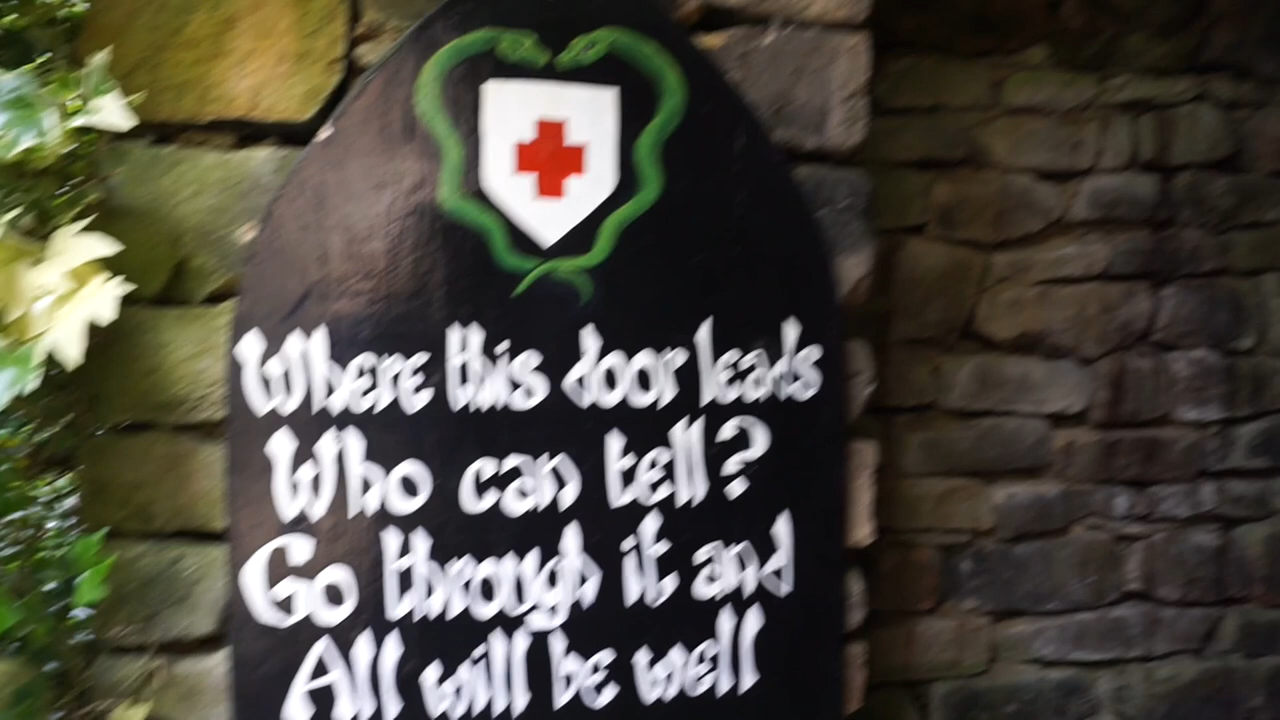 Where this door leads
Who can tell?
Go through it and
All will be well